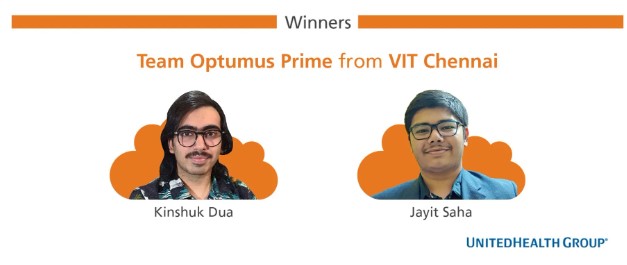 Winners
Team Optumus Prime from VIT Chennai
Kinshuk Dua
Jayit Saha
UNITEDHEALTH GROUP®